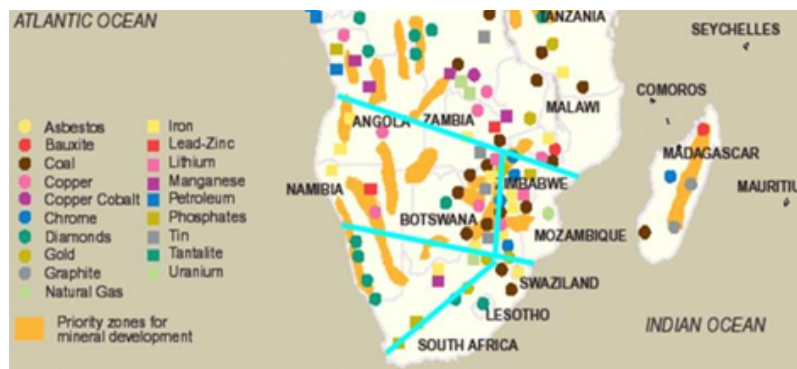 ATLANTIC OCEAN
TANZANIA
SEYCHELLES
COMOROS
MALAWI
ANGOLA
ZAMBIA
MADAGASCAR
MAURITIU
NAMIBIA
IMBABWE
BOTSWANA
MOZAMBIQUE
SWAZILAND
LESOTHO
SOUTH AFRICA
INDIAN OCEAN
Asbestos
Bauxite
Coal
Copper
Copper Cobalt
Chrome
Diamonds
Gold
Graphite
Natural Gas
Iron
Lead-Zinc
Lithium
Manganese
Petroleum
Phosphates
Tin
Tantalite
Uranium
Priority zones for
mineral development